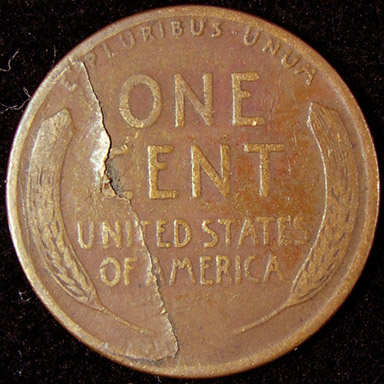 E·PLURIBUS·UNUM
ONE
CENT
UNITED STATES
OF AMERICA